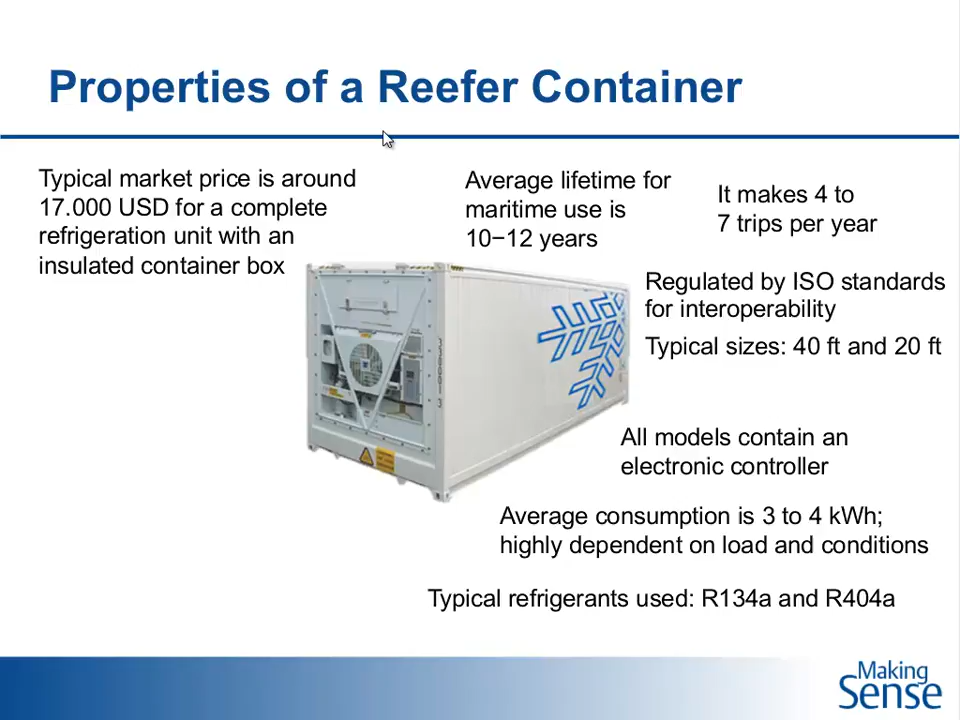 Properties of a Reefer Container
Typical market price is around
17.000 USD for a complete
refrigeration unit with an
insulated container box
Average lifetime for
maritime use is
10−12 years
It makes 4 to
7 trips per year
Regulated by ISO standards
for interoperability
Typical sizes: 40 ft and 20 ft
All models contain an
electronic controller
Average consumption is 3 to 4 kWh;
highly dependent on load and conditions
Typical refrigerants used: R134a and R404a
Making
Sense